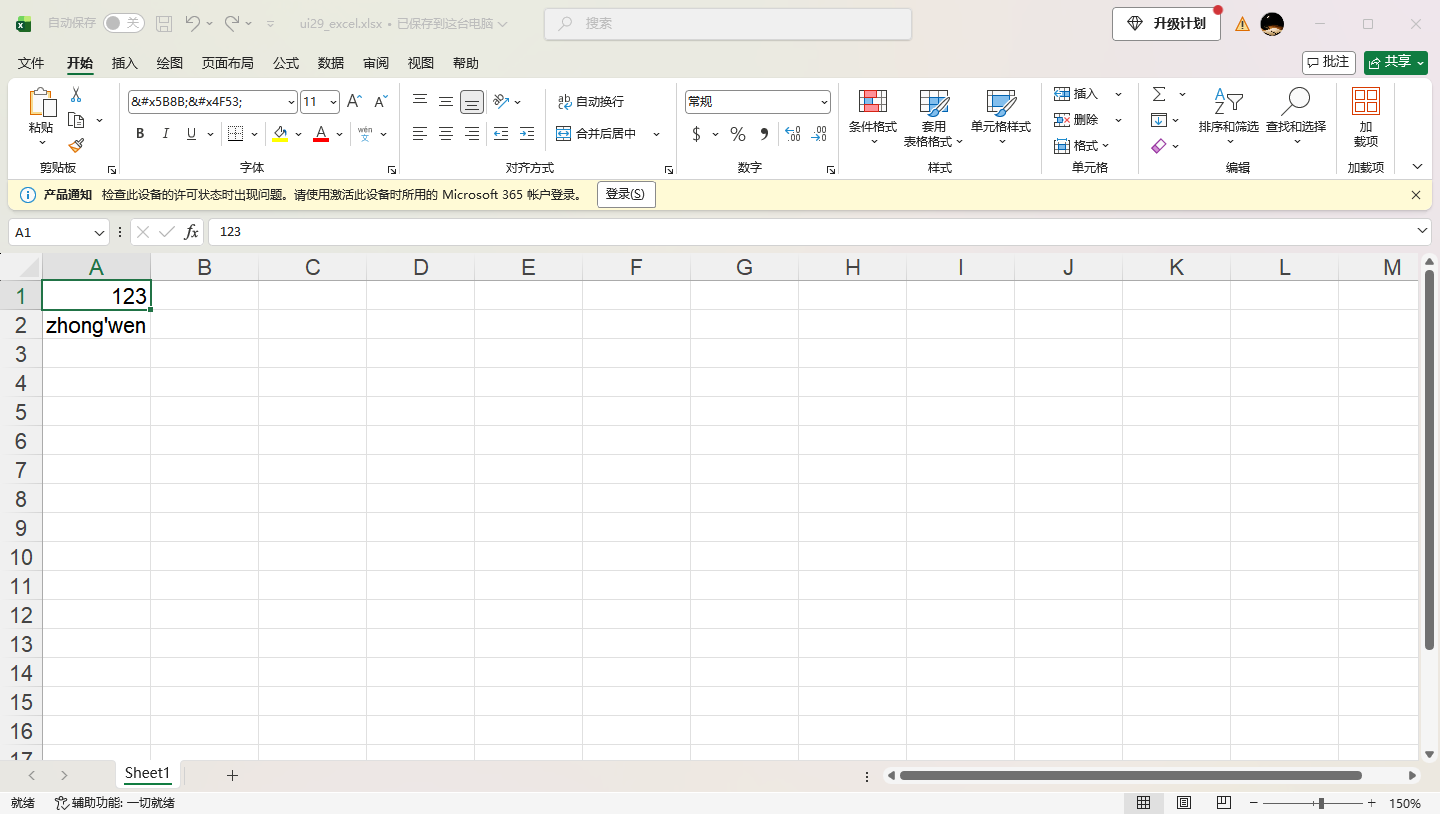 自动保存 关 ui29_excel.xlsx • 已保存到这台电脑 搜索 升级计划
文件 开始 插入 绘图 页面布局 公式 数据 审阅 视图 帮助 批注 共享
粘贴 &#x5B8B;&#x4F53; 11 A^ Aˇ ab 自动换行 常规 条件格式 套用 表格格式 单元格样式 插入 删除 格式 排序和筛选 查找和选择 加载项
B I U A wén 文 合并后居中 $ % , .00
剪贴板 字体 对齐方式 数字 样式 单元格 编辑 加载项
产品通知 检查此设备的许可状态时出现问题。请使用激活此设备时所用的 Microsoft 365 帐户登录。 登录(S)
A1 fx 123
A B C D E F G H I J K L M
1 123
2 zhong'wen
3
4
5
6
7
8
9
10
11
12
13
14
15
16
17
Sheet1
就绪 辅助功能: 一切就绪 150%